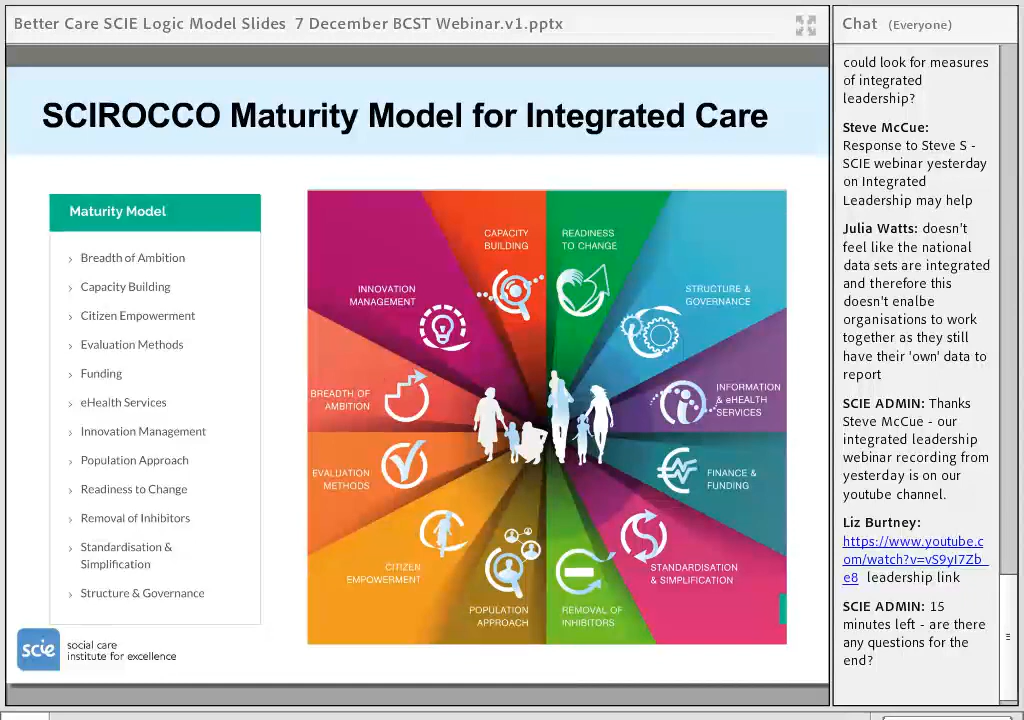 Better Care SCIE Logic Model Slides 7 December BCST Webinar.v1.pptx
SCIROCCO Maturity Model for Integrated Care
Maturity Model
Breadth of Ambition
Capacity Building
Citizen Empowerment
Evaluation Methods
Funding
eHealth Services
Innovation Management
Population Approach
Readiness to Change
Removal of Inhibitors
Standardisation &
Simplification
Structure & Governance
CAPACITY
BUILDING
READINESS
TO CHANGE
INNOVATION
MANAGEMENT
STRUCTURE &
GOVERNANCE
BREADTH OF
AMBITION
INFORMATION
& eHEALTH
SERVICES
EVALUATION
METHODS
FINANCE &
FUNDING
CITIZEN
EMPOWERMENT
STANDARDISATION
& SIMPLIFICATION
POPULATION
APPROACH
REMOVAL OF
INHIBITORS
scie
social care
institute for excellence
Chat (Everyone)
could look for measures
of integrated
leadership?
Steve McCue:
Response to Steve S -
SCIE webinar yesterday
on Integrated
Leadership may help
Julia Watts: doesn't
feel like the national
data sets are integrated
and therefore this
doesn't enalbe
organisations to work
together as they still
have their 'own' data to
report
SCIE ADMIN: Thanks
Steve McCue - our
integrated leadership
webinar recording from
yesterday is on our
youtube channel.
Liz Burtney:
https://www.youtube.c
om/watch?v=vS9yI7Zb_
e8 leadership link
SCIE ADMIN: 15
minutes left - are there
any questions for the
end?